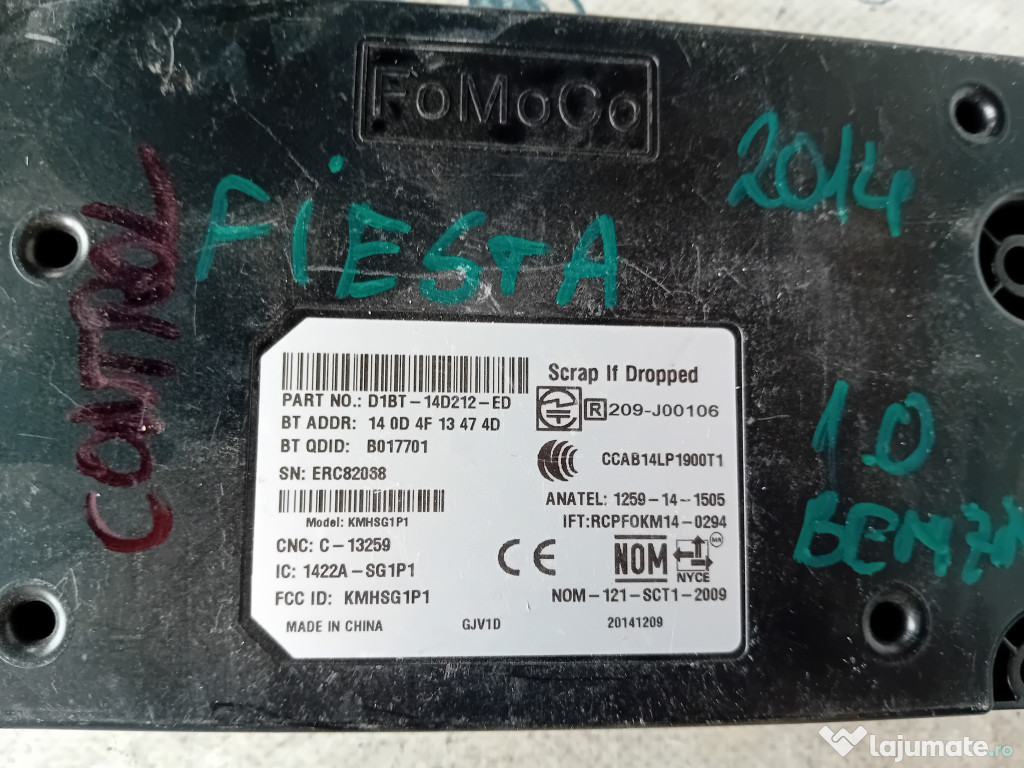 FoMoCo
2014
FIESTA
CONTROL
1.0
Scrap If Dropped
PART NO.: D1BT-14D212-ED
R 209-J00106
BT ADDR: 14 0D 4F 13 47 4D
BT QDID: B017701
CCAB14LP1900T1
SN: ERC82038
ANATEL: 1259-14-1505
Model: KMHSG1P1
IFT:RCPFOKM14-0294
CNC: C-13259
CE
NOM
NYCE
IC: 1422A-SG1P1
FCC ID: KMHSG1P1
NOM-121-SCT1-2009
MADE IN CHINA
GJV1D
20141209
lajumate.ro